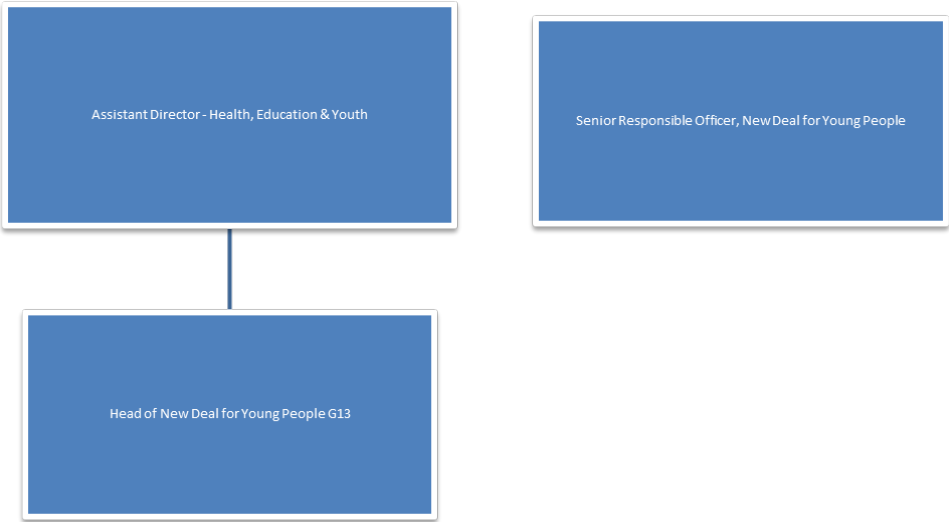 Assistant Director - Health, Education & Youth
Senior Responsible Officer, New Deal for Young People
Head of New Deal for Young People G13